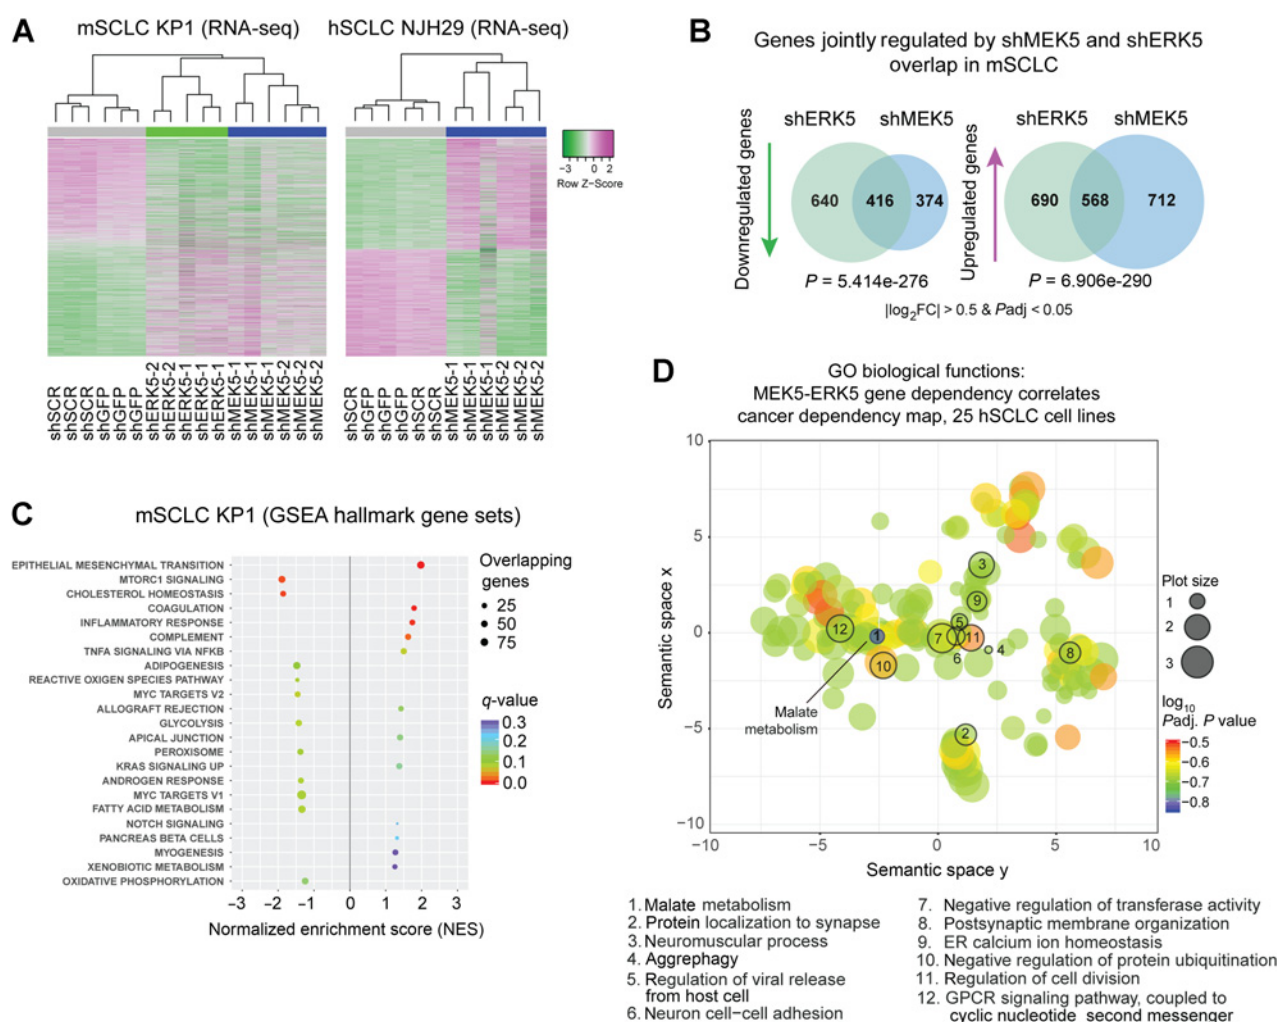 A
mSCLC KP1 (RNA-seq)
hSCLC NJH29 (RNA-seq)
−3 0 2
Row Z−Score
shSCR
shSCR
shSCR
shGFP
shGFP
shGFP
shERK5-2
shERK5-2
shERK5-1
shERK5-1
shERK5-1
shMEK5-1
shMEK5-1
shMEK5-1
shMEK5-2
shMEK5-2
shMEK5-2
shSCR
shGFP
shGFP
shGFP
shSCR
shSCR
shMEK5-1
shMEK5-1
shMEK5-1
shMEK5-2
shMEK5-2
shMEK5-2
B
Genes jointly regulated by shMEK5 and shERK5
overlap in mSCLC
Downregulated genes
shERK5
shMEK5
640
416
374
P = 5.414e-276
Upregulated genes
shERK5
shMEK5
690
568
712
P = 6.906e-290
|log2FC| > 0.5 & Padj < 0.05
C
mSCLC KP1 (GSEA hallmark gene sets)
EPITHELIAL MESENCHYMAL TRANSITION
MTORC1 SIGNALING
CHOLESTEROL HOMEOSTASIS
COAGULATION
INFLAMMATORY RESPONSE
COMPLEMENT
TNFA SIGNALING VIA NFKB
ADIPOGENESIS
REACTIVE OXIGEN SPECIES PATHWAY
MYC TARGETS V2
ALLOGRAFT REJECTION
GLYCOLYSIS
APICAL JUNCTION
PEROXISOME
KRAS SIGNALING UP
ANDROGEN RESPONSE
MYC TARGETS V1
FATTY ACID METABOLISM
NOTCH SIGNALING
PANCREAS BETA CELLS
MYOGENESIS
XENOBIOTIC METABOLISM
OXIDATIVE PHOSPHORYLATION
−3 −2 −1 0 1 2 3
Normalized enrichment score (NES)
Overlapping
genes
25
50
75
q-value
0.3
0.2
0.1
0.0
D
GO biological functions:
MEK5-ERK5 gene dependency correlates
cancer dependency map, 25 hSCLC cell lines
Semantic space x
10
5
0
−5
−10
−10 −5 0 5 10
Semantic space y
3
9
5
12
1
7
11
6
4
8
10
2
Malate
metabolism
Plot size
1
2
3
log10
Padj. P value
−0.5
−0.6
−0.7
−0.8
1. Malate metabolism
2. Protein localization to synapse
3. Neuromuscular process
4. Aggrephagy
5. Regulation of viral release
from host cell
6. Neuron cell−cell adhesion
7. Negative regulation of transferase activity
8. Postsynaptic membrane organization
9. ER calcium ion homeostasis
10. Negative regulation of protein ubiquitination
11. Regulation of cell division
12. GPCR signaling pathway, coupled to
cyclic nucleotide second messenger